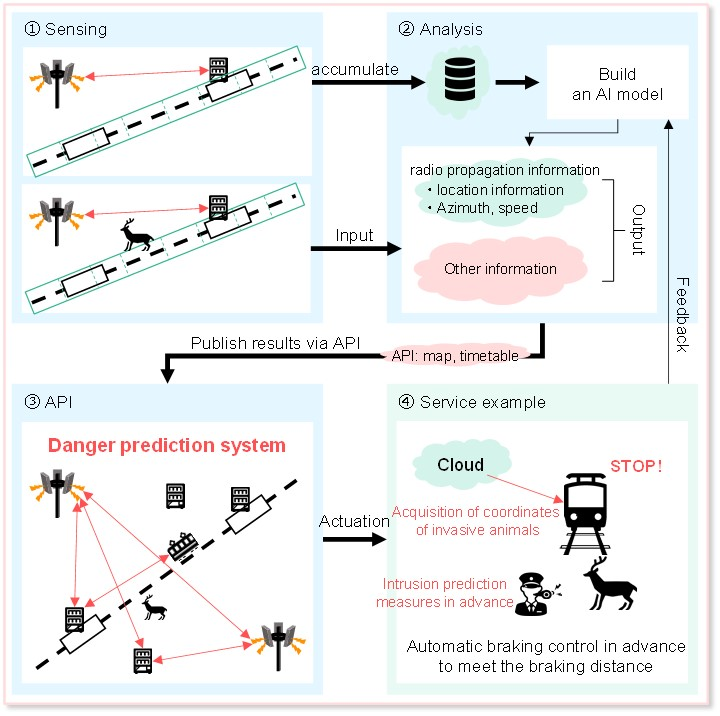 ① Sensing
accumulate
② Analysis
Build
an AI model
radio propagation information
・location information
・Azimuth, speed
Other information
Output
Input
Feedback
Publish results via API
API: map, timetable
③ API
Danger prediction system
Actuation
④ Service example
Cloud
STOP!
Acquisition of coordinates
of invasive animals
Intrusion prediction
measures in advance
Automatic braking control in advance
to meet the braking distance